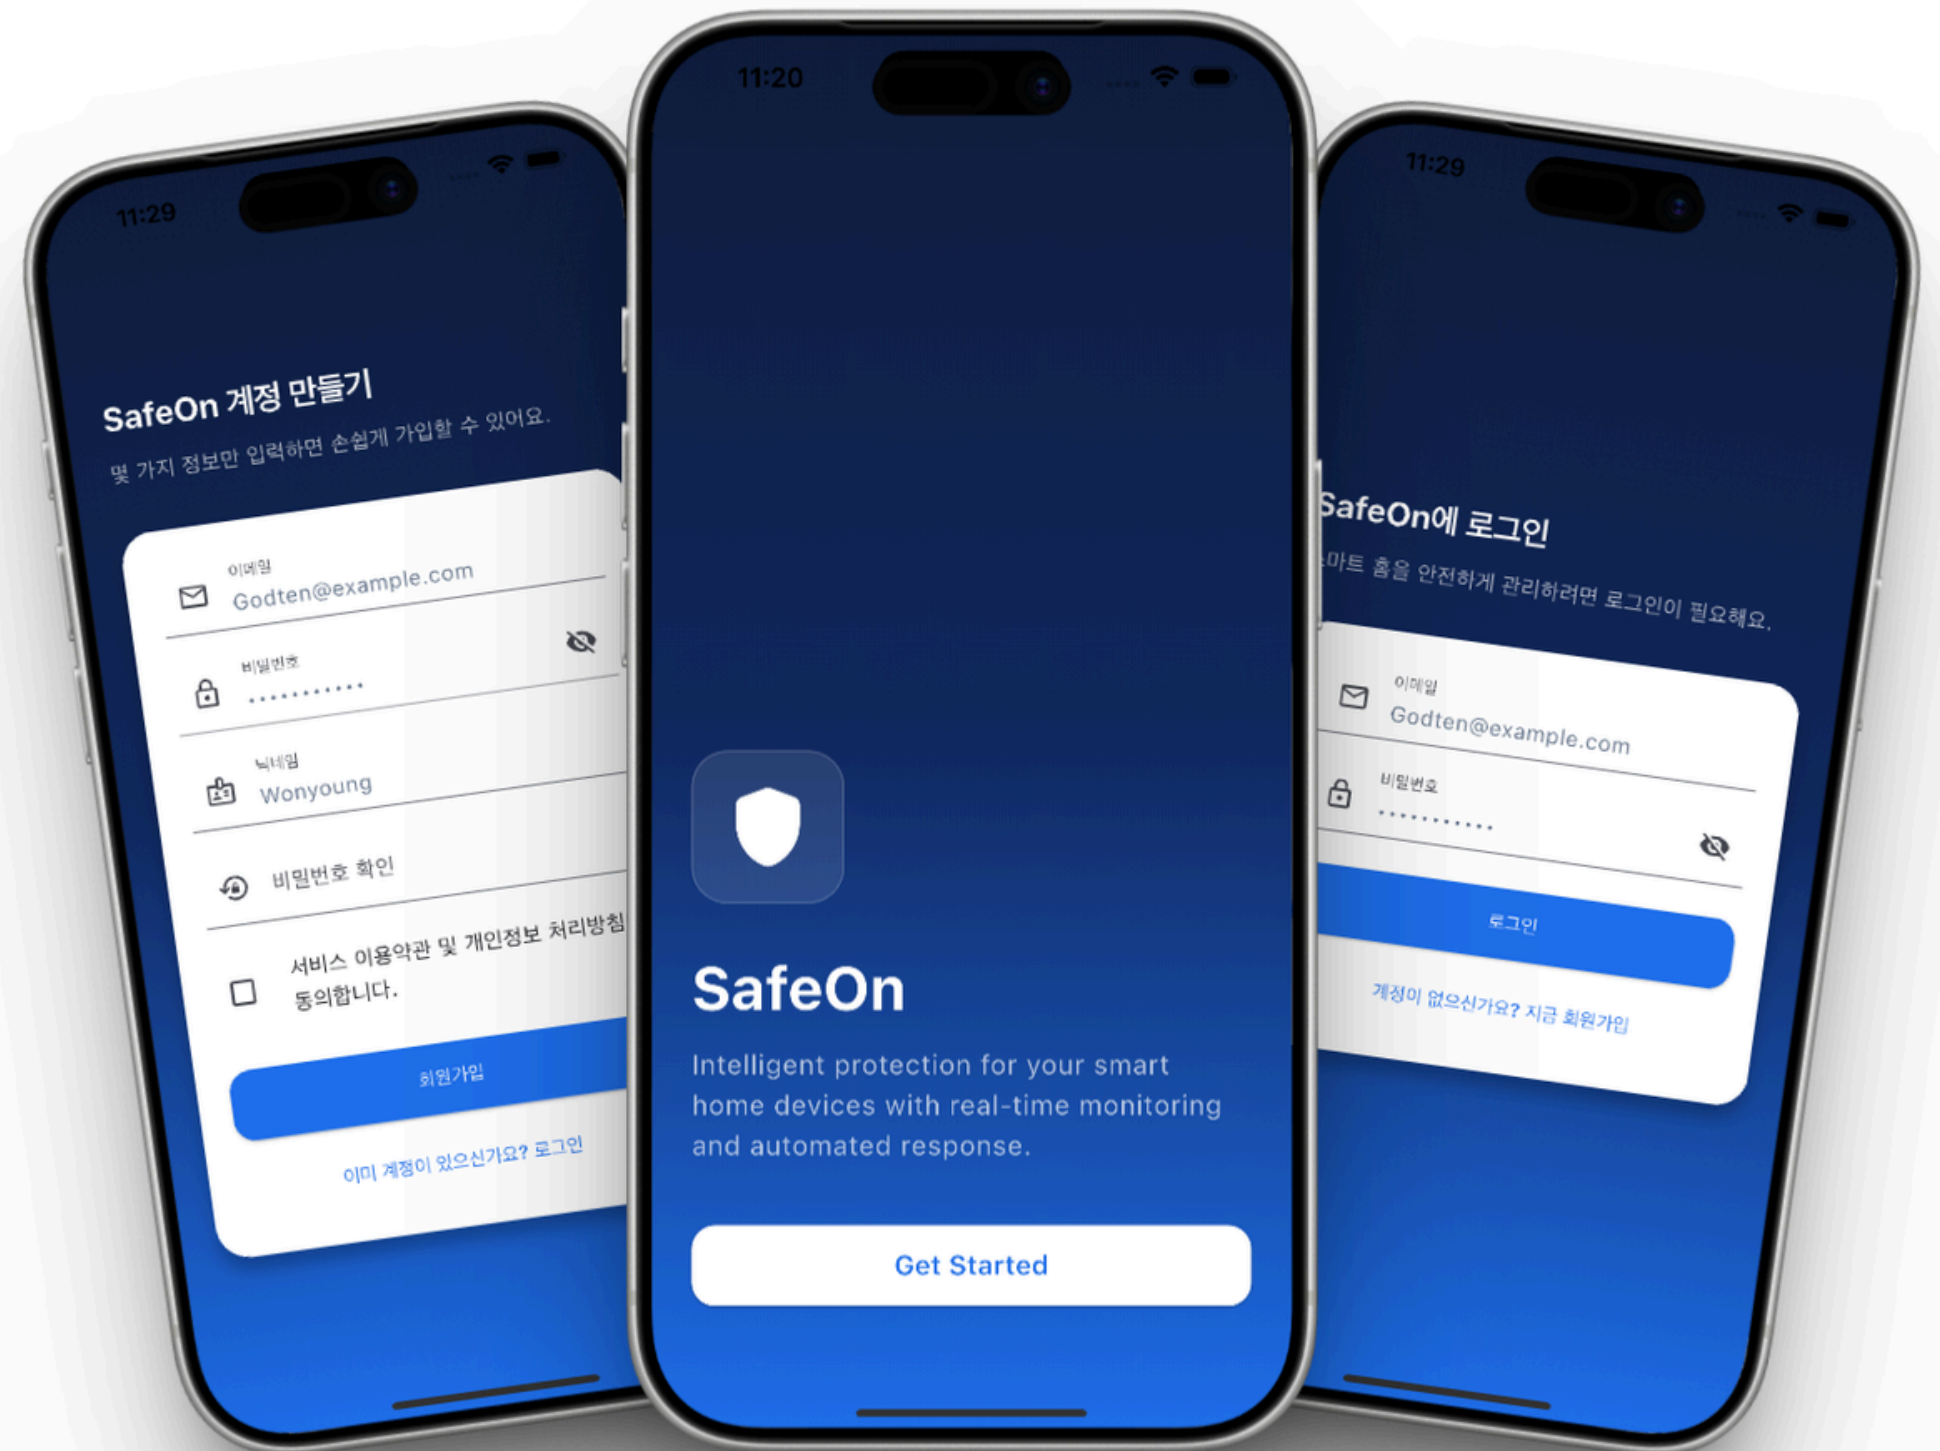 11:29
SafeOn 계정 만들기
몇 가지 정보만 입력하면 손쉽게 가입할 수 있어요.
이메일
Godten@example.com
비밀번호
•••••••••••
닉네임
Wonyoung
비밀번호 확인
서비스 이용약관 및 개인정보 처리방침
동의합니다.
회원가입
이미 계정이 있으신가요? 로그인
11:20
SafeOn
Intelligent protection for your smart
home devices with real-time monitoring
and automated response.
Get Started
11:29
SafeOn에 로그인
스마트 홈을 안전하게 관리하려면 로그인이 필요해요.
이메일
Godten@example.com
비밀번호
•••••••••••
로그인
계정이 없으신가요? 지금 회원가입